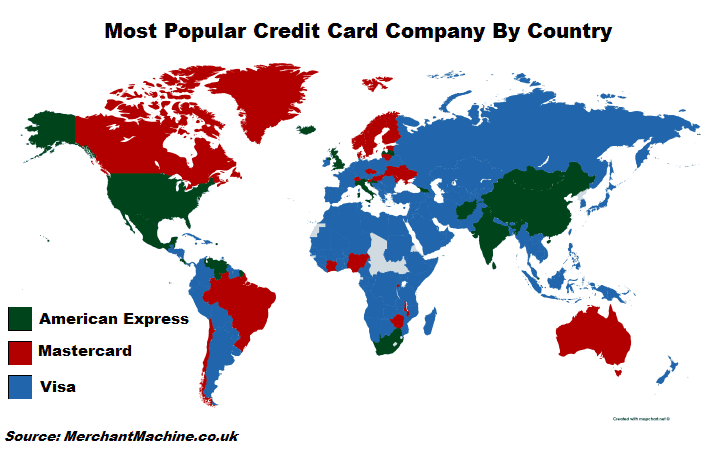 Most Popular Credit Card Company By Country
American Express
Mastercard
Visa
Created with mapchart.net ©
Source: MerchantMachine.co.uk